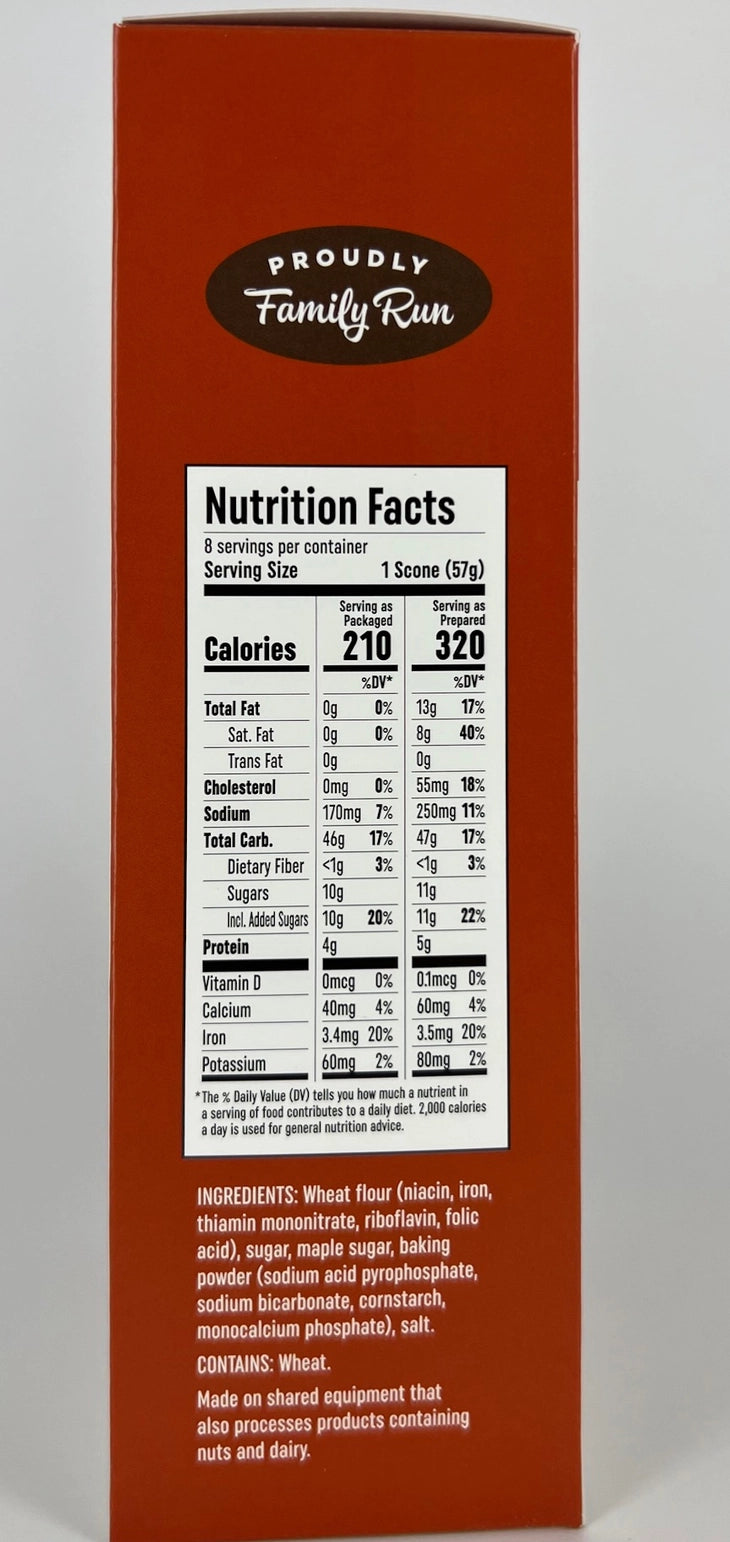 PROUDLY
Family Run
Nutrition Facts
8 servings per container
Serving Size 1 Scone (57g)
Serving as Packaged Serving as Prepared
Calories 210 320
%DV* %DV*
Total Fat 0g 0% 13g 17%
Sat. Fat 0g 0% 8g 40%
Trans Fat 0g 0g
Cholesterol 0mg 0% 55mg 18%
Sodium 170mg 7% 250mg 11%
Total Carb. 46g 17% 47g 17%
Dietary Fiber <1g 3% <1g 3%
Sugars 10g 11g
Incl. Added Sugars 10g 20% 11g 22%
Protein 4g 5g
Vitamin D 0mcg 0% 0.1mcg 0%
Calcium 40mg 4% 60mg 4%
Iron 3.4mg 20% 3.5mg 20%
Potassium 60mg 2% 80mg 2%
*The % Daily Value (DV) tells you how much a nutrient in
a serving of food contributes to a daily diet. 2,000 calories
a day is used for general nutrition advice.
INGREDIENTS: Wheat flour (niacin, iron,
thiamin mononitrate, riboflavin, folic
acid), sugar, maple sugar, baking
powder (sodium acid pyrophosphate,
sodium bicarbonate, cornstarch,
monocalcium phosphate), salt.
CONTAINS: Wheat.
Made on shared equipment that
also processes products containing
nuts and dairy.